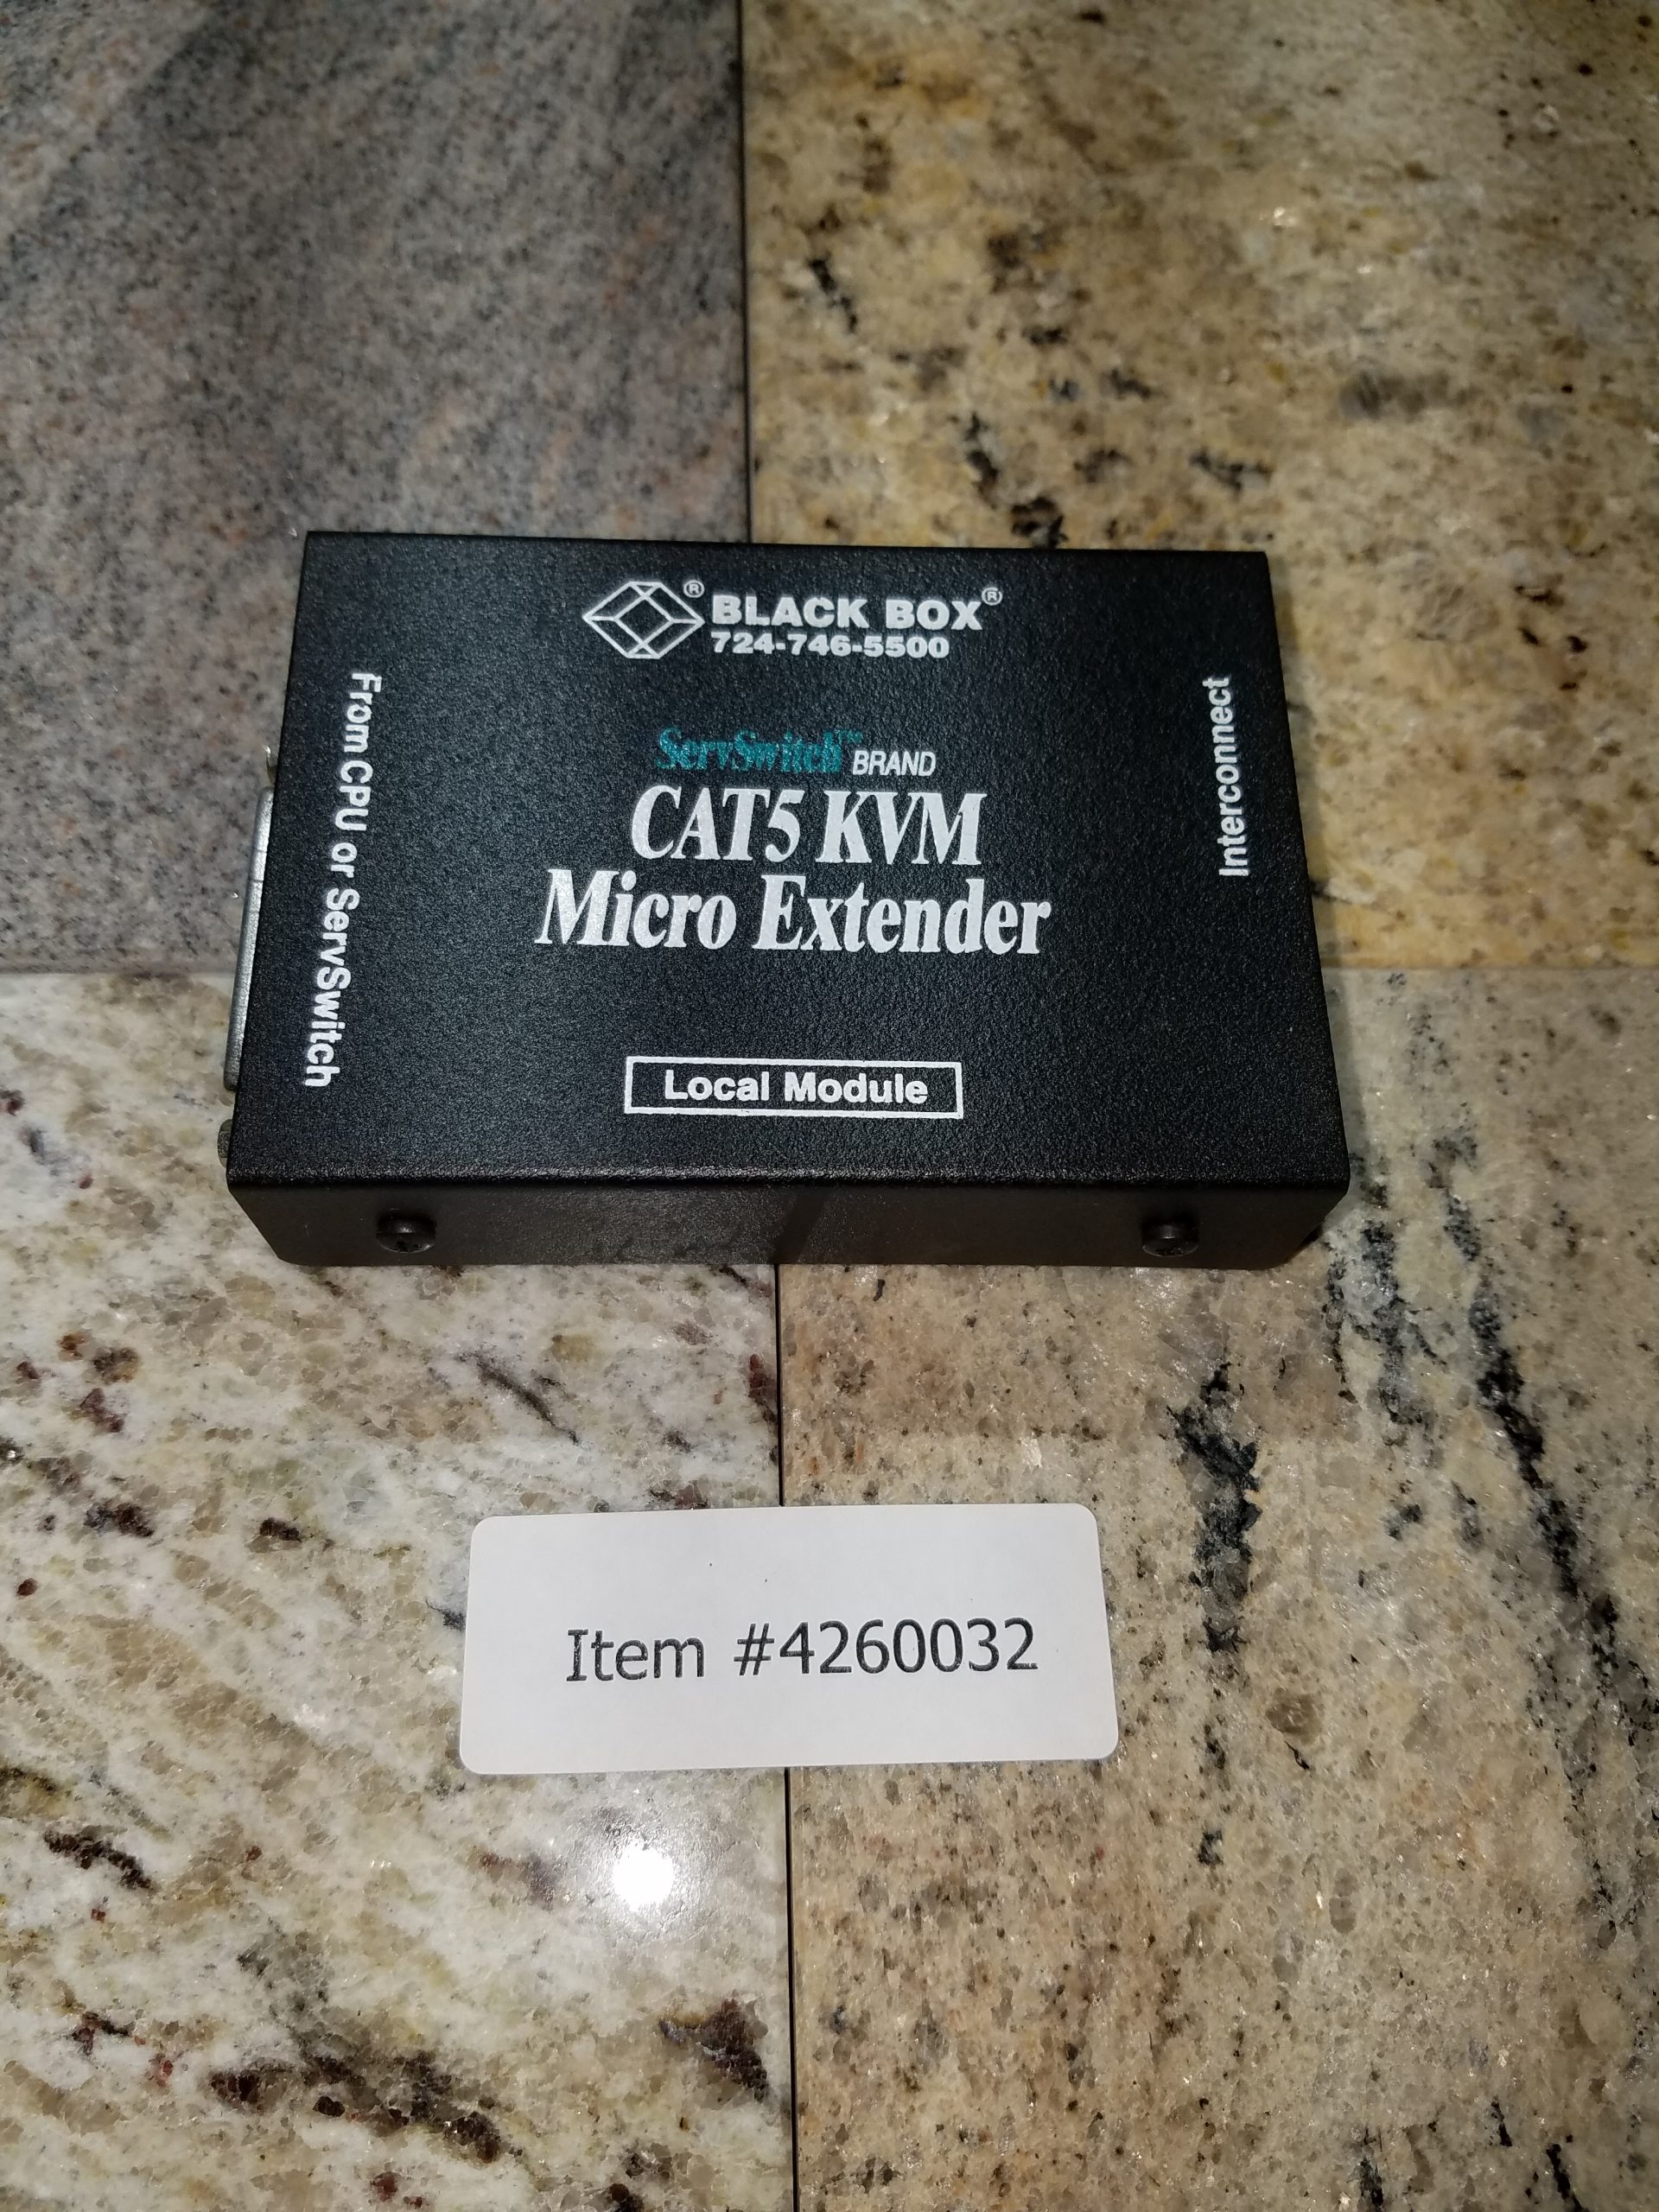 ® BLACK BOX®
724-746-5500
From CPU or ServSwitch
Interconnect
ServSwitch™ BRAND
CAT5 KVM
Micro Extender
Local Module
Item #4260032